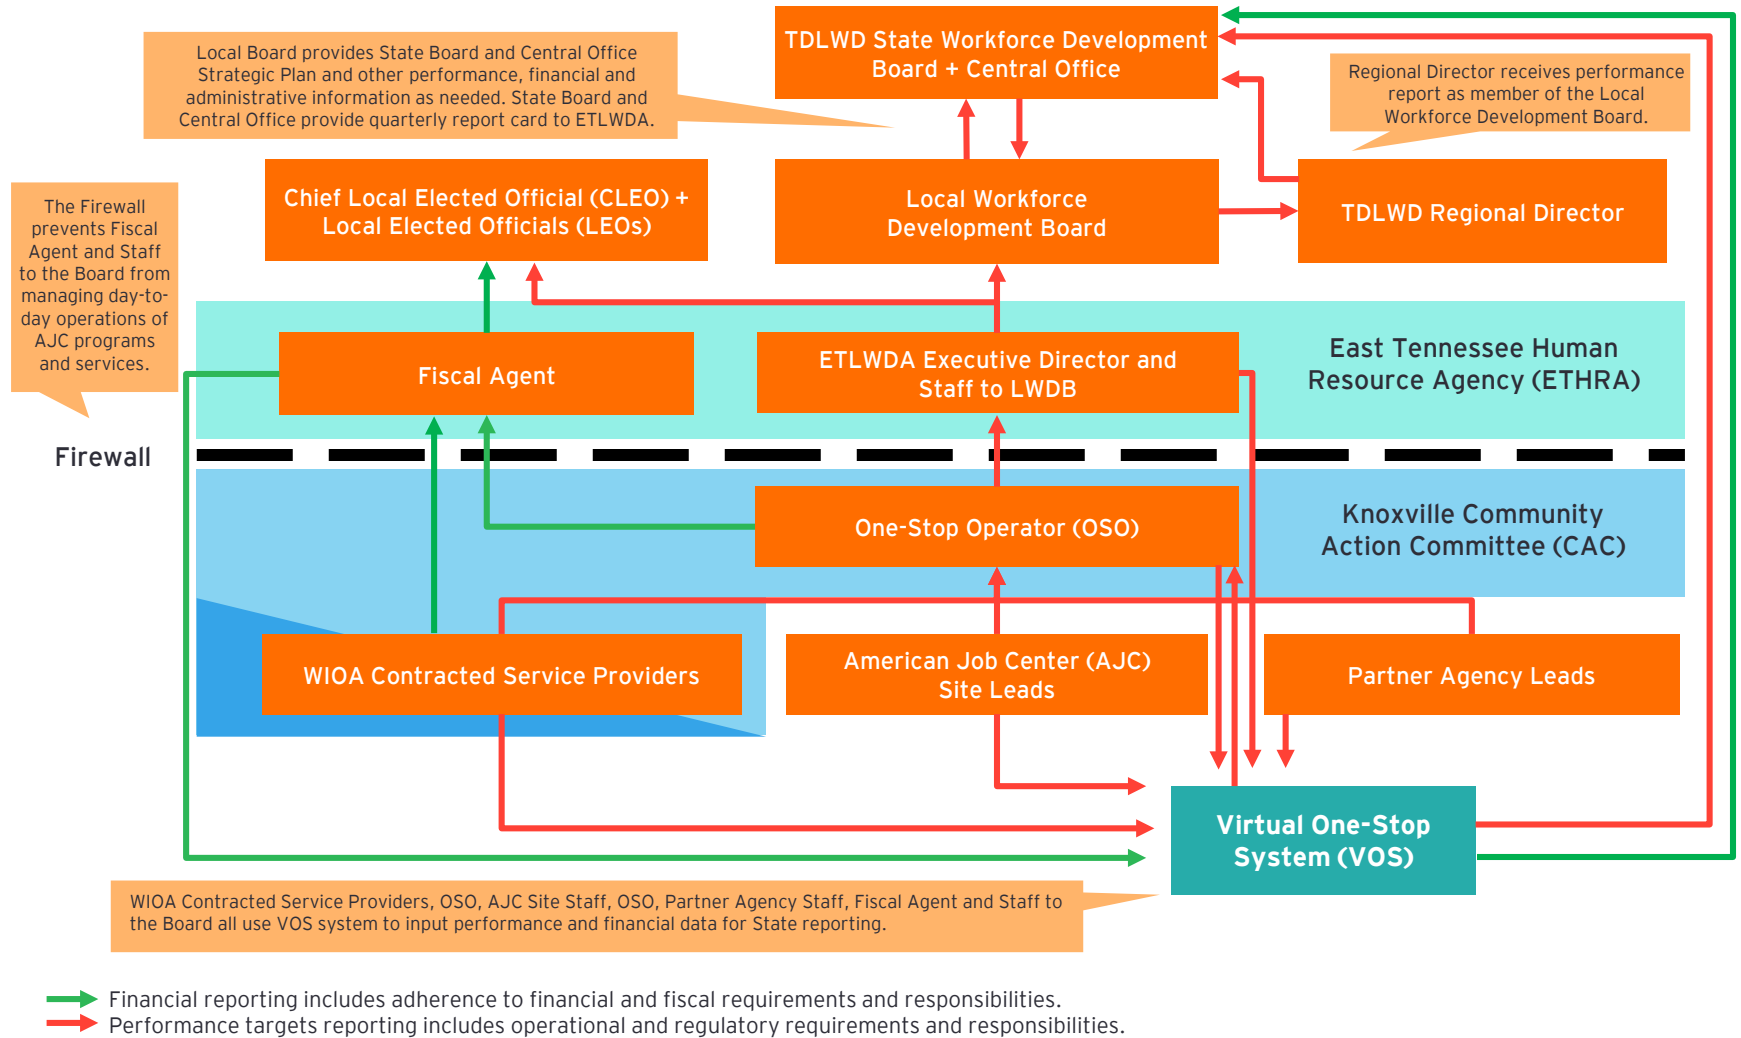 TDLWD State Workforce Development
Board + Central Office
Local Board provides State Board and Central Office
Strategic Plan and other performance, financial and
administrative information as needed. State Board and
Central Office provide quarterly report card to ETLWDA.
Regional Director receives performance
report as member of the Local
Workforce Development Board.
Chief Local Elected Official (CLEO) +
Local Elected Officials (LEOs)
Local Workforce
Development Board
TDLWD Regional Director
The Firewall
prevents Fiscal
Agent and Staff
to the Board from
managing day-to-
day operations of
AJC programs
and services.
Fiscal Agent
ETLWDA Executive Director and
Staff to LWDB
East Tennessee Human
Resource Agency (ETHRA)
Firewall
One-Stop Operator (OSO)
Knoxville Community
Action Committee (CAC)
WIOA Contracted Service Providers
American Job Center (AJC)
Site Leads
Partner Agency Leads
Virtual One-Stop
System (VOS)
WIOA Contracted Service Providers, OSO, AJC Site Staff, OSO, Partner Agency Staff, Fiscal Agent and Staff to
the Board all use VOS system to input performance and financial data for State reporting.
Financial reporting includes adherence to financial and fiscal requirements and responsibilities.
Performance targets reporting includes operational and regulatory requirements and responsibilities.